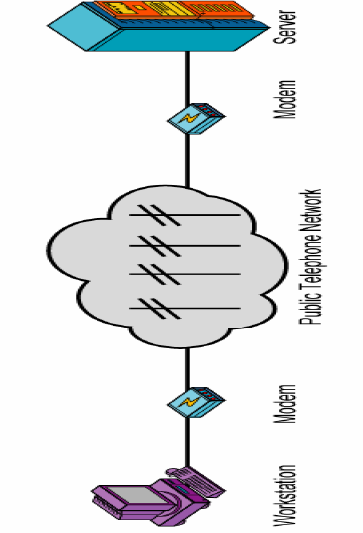 Workstation
Modem
Public Telephone Network
Modem
Server